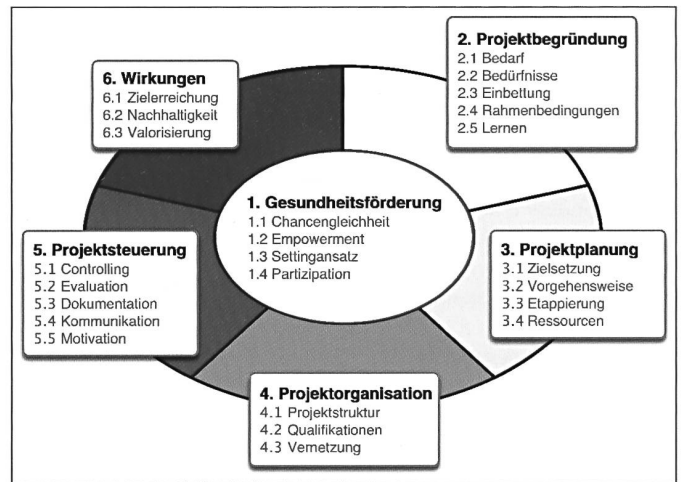 1. Gesundheitsförderung
1.1 Chancengleichheit
1.2 Empowerment
1.3 Settingansatz
1.4 Partizipation
2. Projektbegründung
2.1 Bedarf
2.2 Bedürfnisse
2.3 Einbettung
2.4 Rahmenbedingungen
2.5 Lernen
3. Projektplanung
3.1 Zielsetzung
3.2 Vorgehensweise
3.3 Etappierung
3.4 Ressourcen
4. Projektorganisation
4.1 Projektstruktur
4.2 Qualifikationen
4.3 Vernetzung
5. Projektsteuerung
5.1 Controlling
5.2 Evaluation
5.3 Dokumentation
5.4 Kommunikation
5.5 Motivation
6. Wirkungen
6.1 Zielerreichung
6.2 Nachhaltigkeit
6.3 Valorisierung